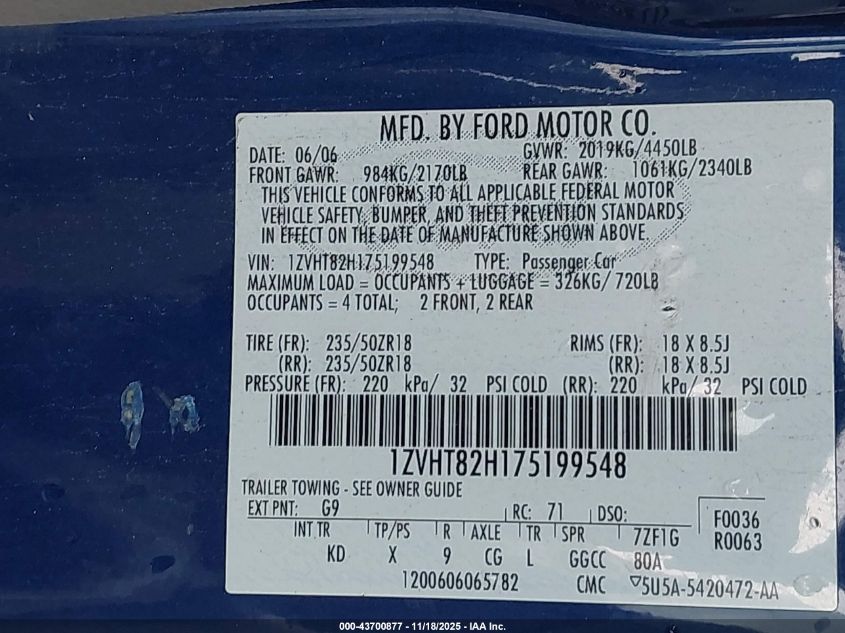 MFD. BY FORD MOTOR CO.
DATE: 06/06 GVWR: 2019KG/4450LB
FRONT GAWR: 984KG/2170LB REAR GAWR: 1061KG/2340LB
THIS VEHICLE CONFORMS TO ALL APPLICABLE FEDERAL MOTOR
VEHICLE SAFETY, BUMPER, AND THEFT PREVENTION STANDARDS
IN EFFECT ON THE DATE OF MANUFACTURE SHOWN ABOVE.
VIN: 1ZVHT82H175199548 TYPE: Passenger Car
MAXIMUM LOAD = OCCUPANTS + LUGGAGE = 326KG/ 720LB
OCCUPANTS = 4 TOTAL; 2 FRONT, 2 REAR
TIRE (FR): 235/50ZR18 RIMS (FR): 18 X 8.5J
(RR): 235/50ZR18 (RR): 18 X 8.5J
PRESSURE (FR): 220 kPa/ 32 PSI COLD (RR): 220 kPa/ 32 PSI COLD
1ZVHT82H175199548
TRAILER TOWING - SEE OWNER GUIDE
EXT PNT: G9 RC: 71 DSO: F0036
INT TR TP/PS R AXLE TR SPR 7ZF1G R0063
KD X 9 CG L GGCC 80A
1200606065782 CMC ▽5U5A-5420472-AA
000-43700877 - 11/18/2025 - IAA Inc.